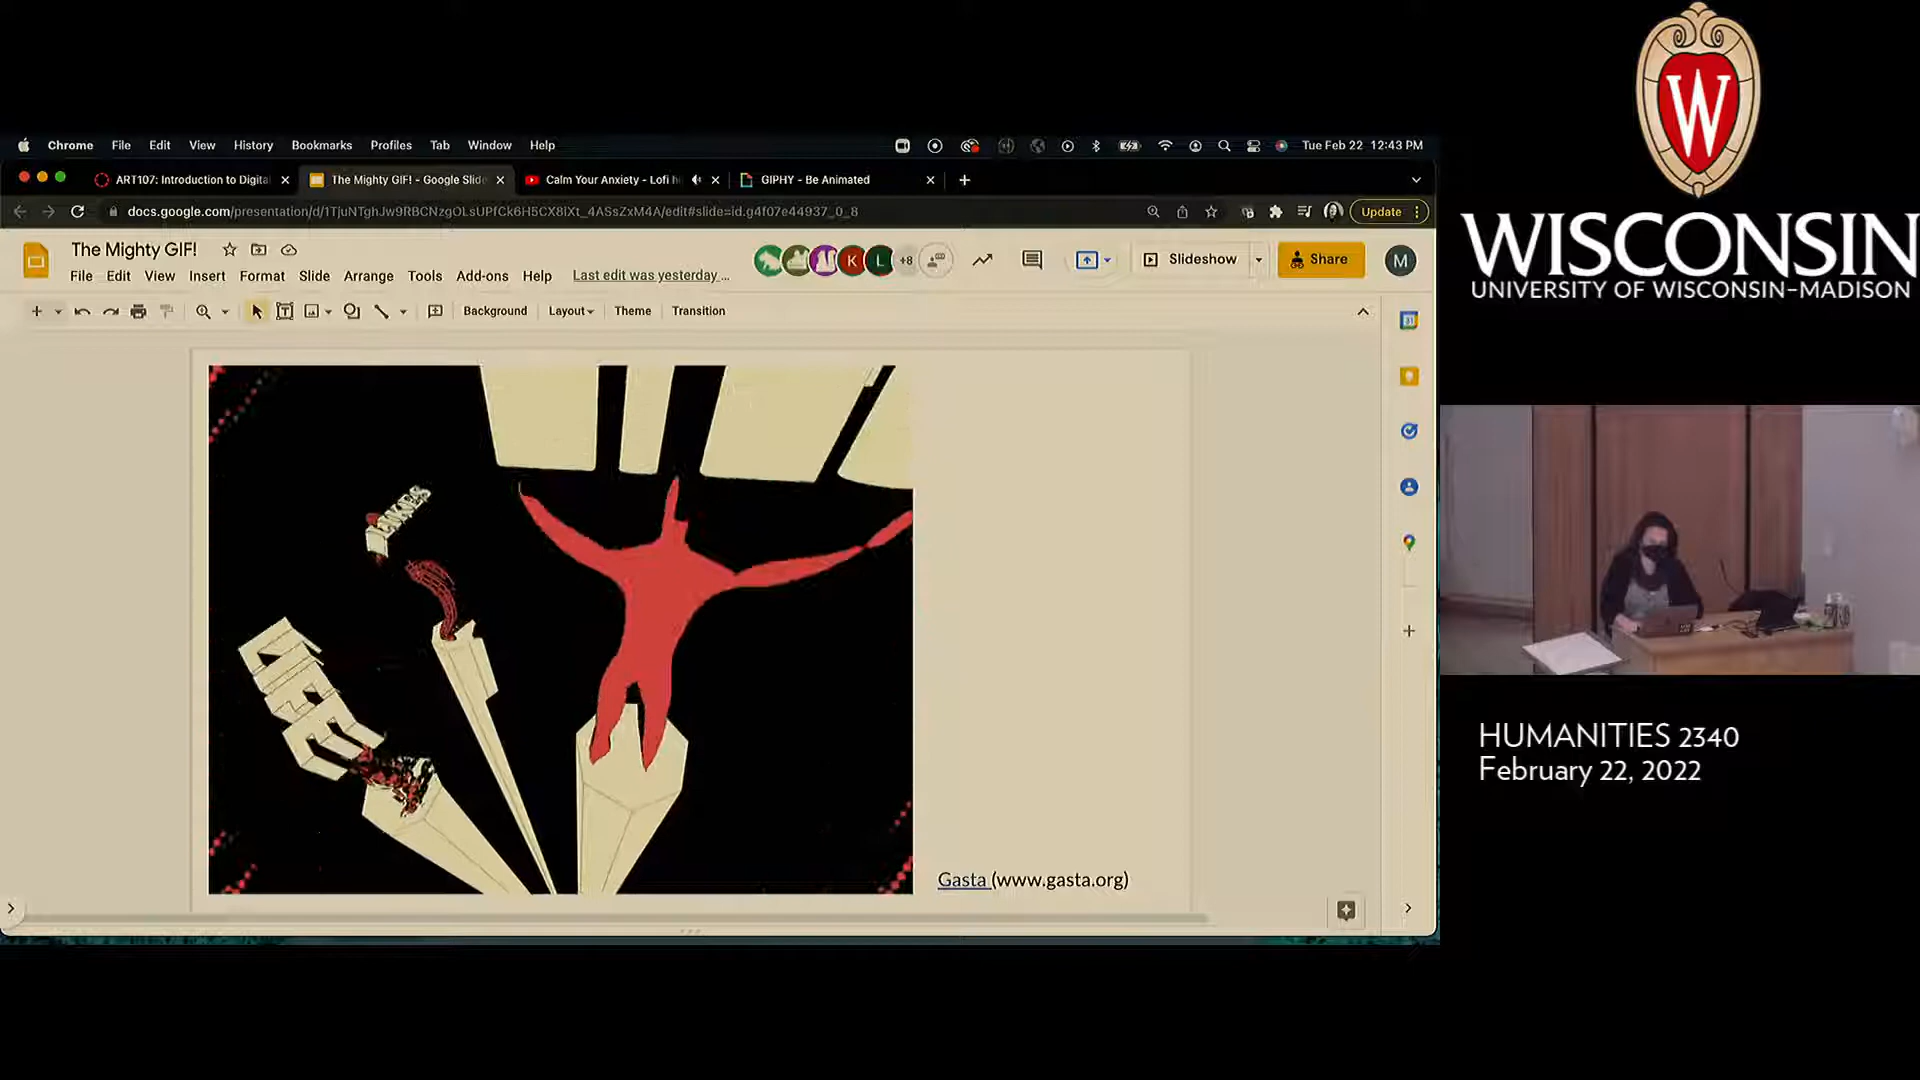 Chrome File Edit View History Bookmarks Profiles Tab Window Help Tue Feb 22 12:43 PM
ART107: Introduction to Digital The Mighty GIF! - Google Slide Calm Your Anxiety - Lofi h GIPHY - Be Animated
docs.google.com/presentation/d/1TjuNTghJw9RBCNzgOLsUPfCk6H5CX8lXt_4ASsZxM4A/edit#slide=id.g4f07e44937_0_8 Update
The Mighty GIF!
K L +8 Slideshow Share M
File Edit View Insert Format Slide Arrange Tools Add-ons Help Last edit was yesterday ...
Background Layout Theme Transition
LIKES
Gasta (www.gasta.org)
W
WISCONSIN
UNIVERSITY OF WISCONSIN–MADISON
HUMANITIES 2340
February 22, 2022